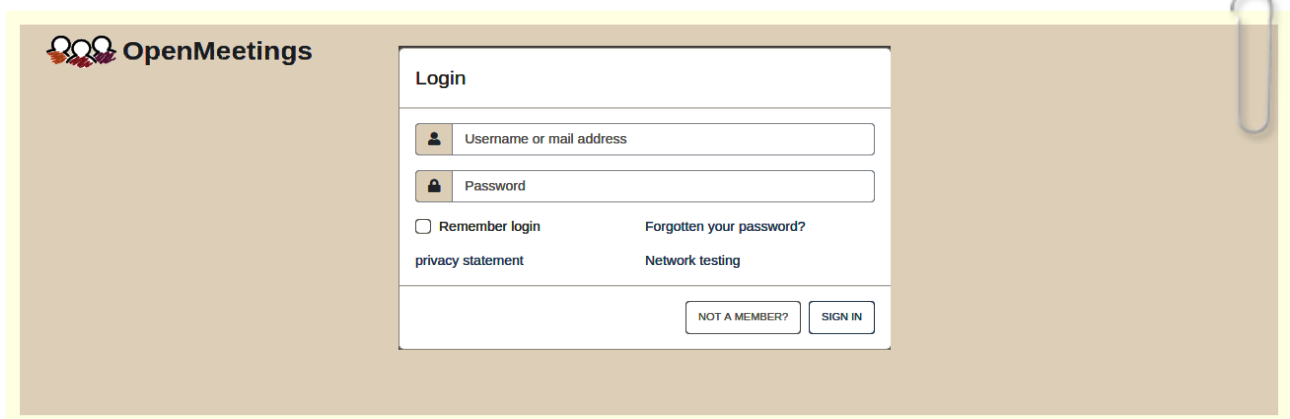 OpenMeetings
Login
Username or mail address
Password
Remember login
Forgotten your password?
privacy statement
Network testing
NOT A MEMBER?
SIGN IN